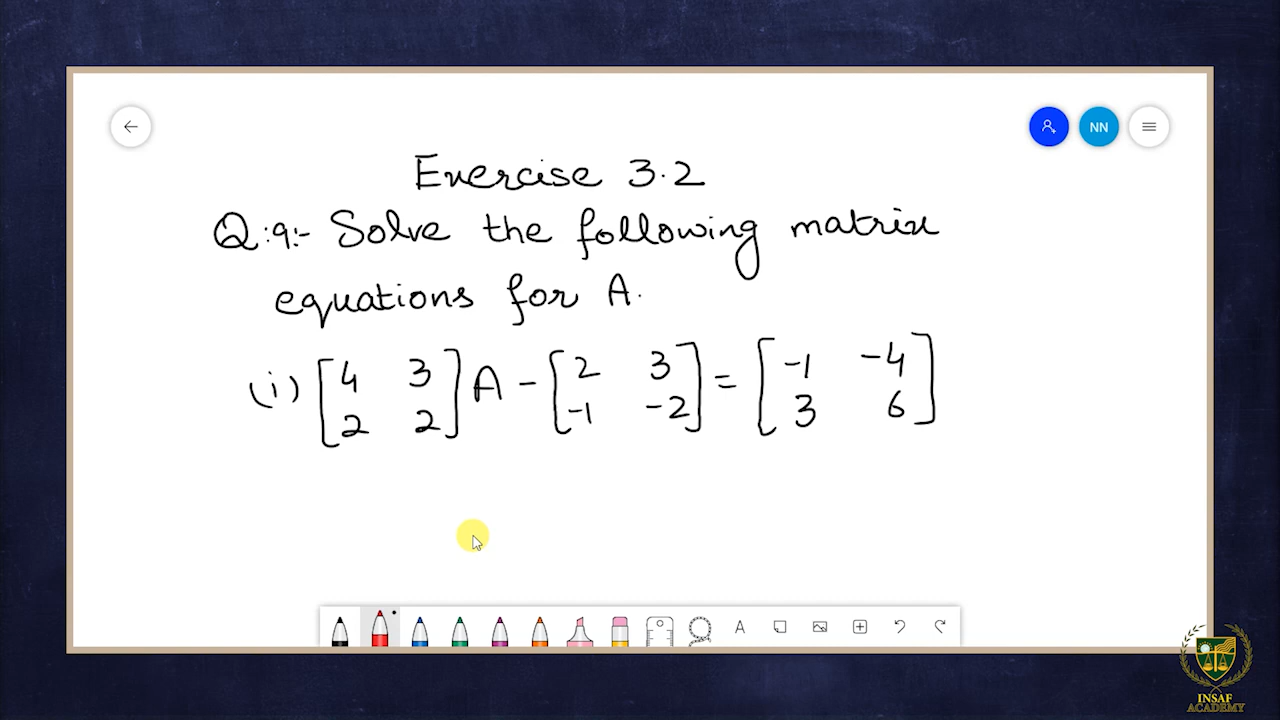 NN
Exercise 3.2
Q:9:- Solve the following matrix
equations for A.
(i) [4 3] A - [2 3] = [-1 -4]
[2 2] [-1 -2] [3 6]
A
INSAF
ACADEMY